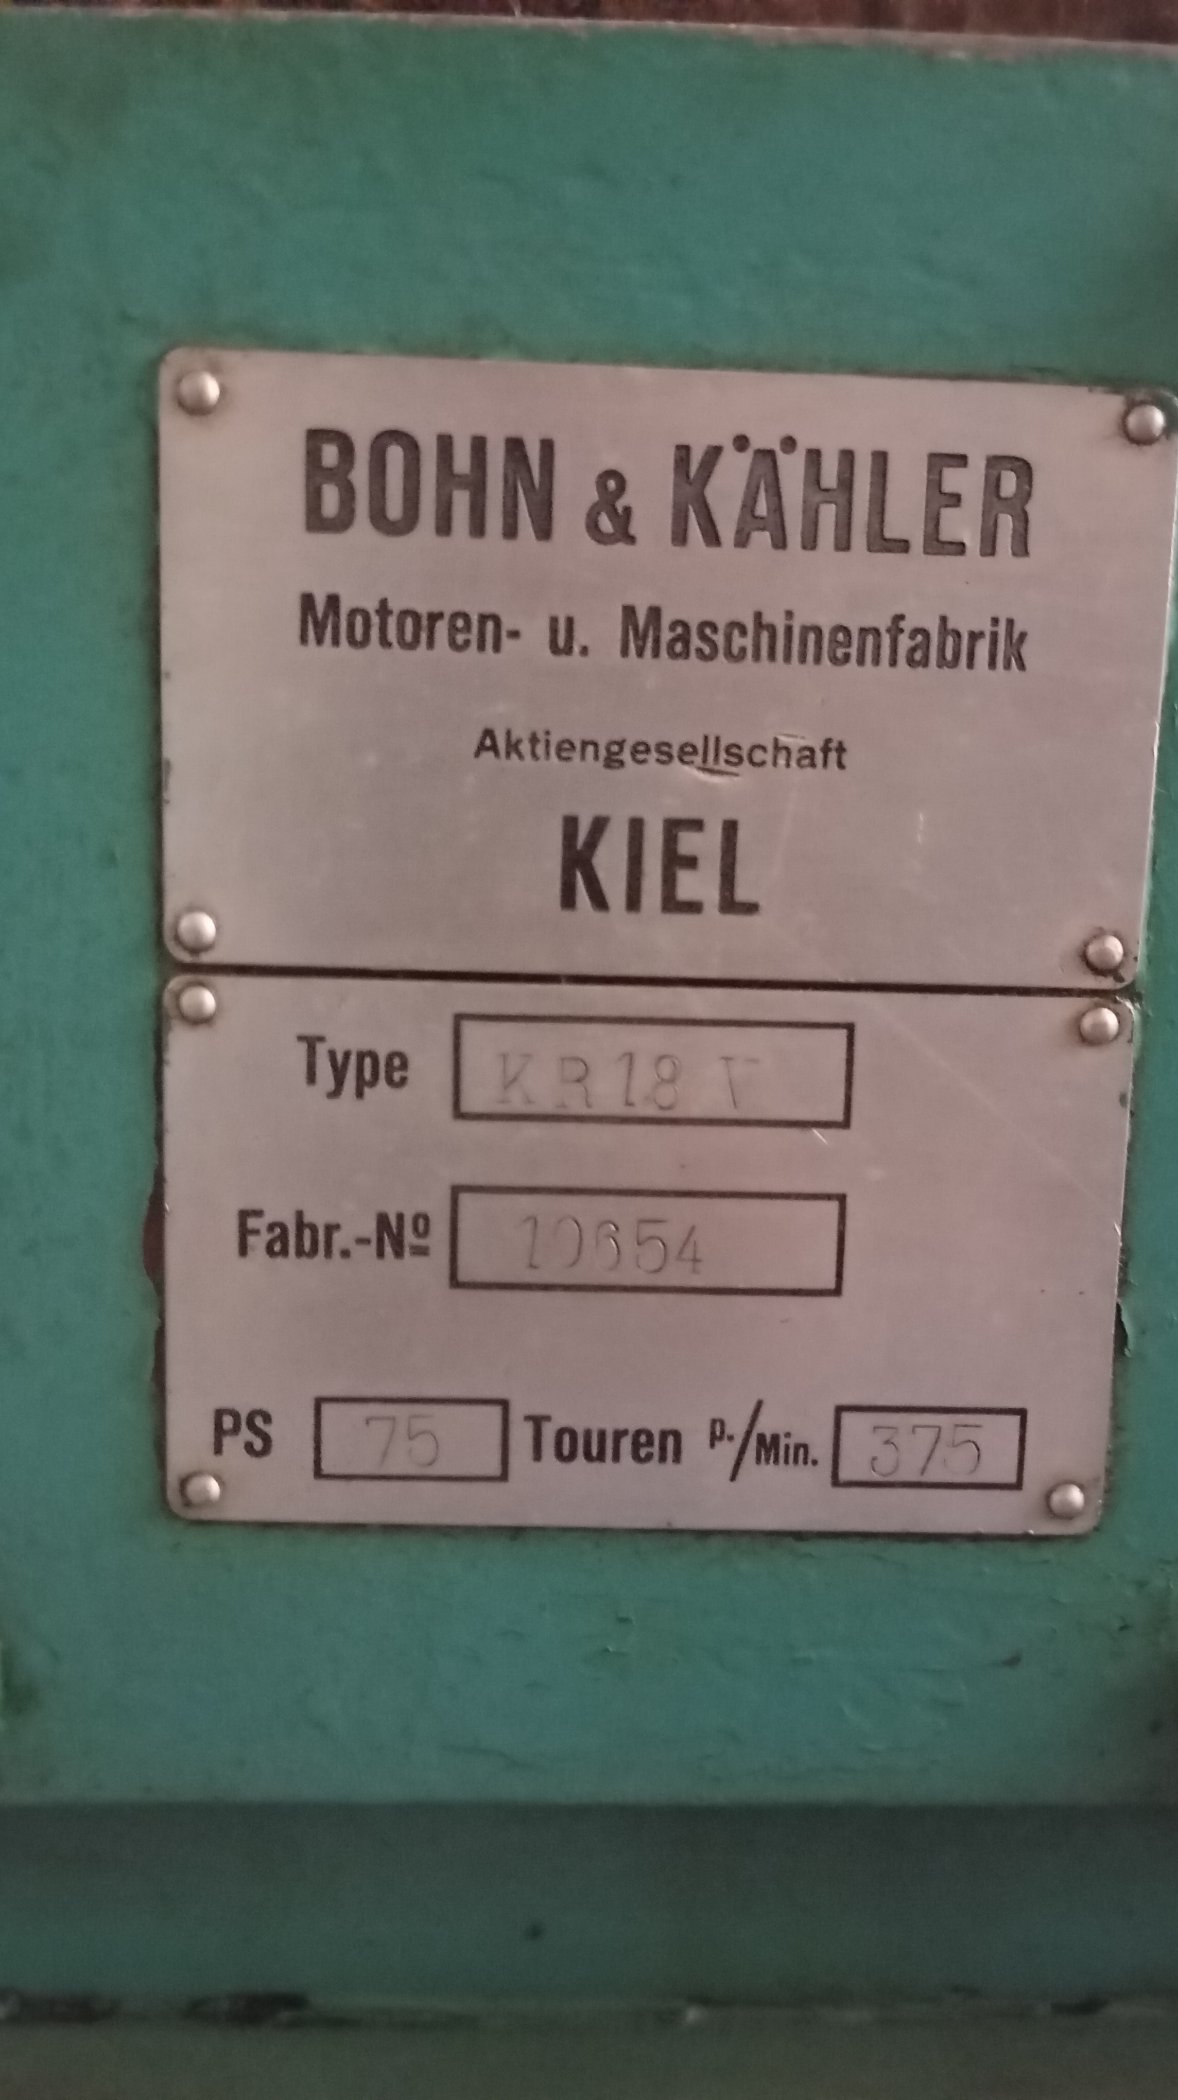 BOHN & KÄHLER
Motoren- u. Maschinenfabrik
Aktiengesellschaft
KIEL
Type KR18 V
Fabr.-Nº 10654
PS 75 Touren p./Min. 375